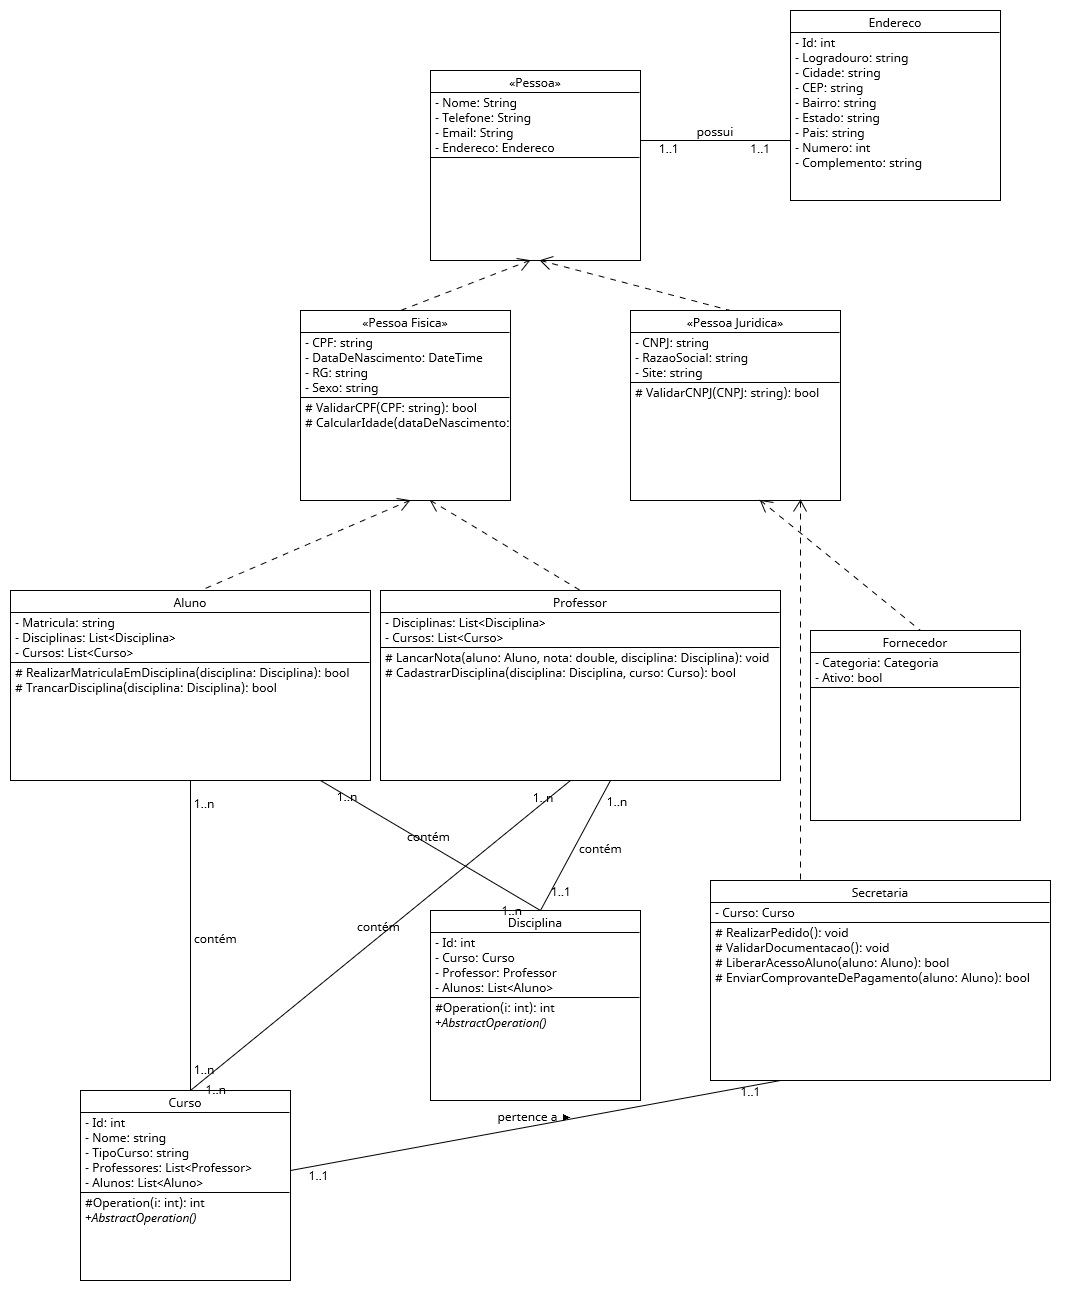 Endereco
- Id: int
- Logradouro: string
- Cidade: string
- CEP: string
- Bairro: string
- Estado: string
- Pais: string
- Numero: int
- Complemento: string
«Pessoa»
- Nome: String
- Telefone: String
- Email: String
- Endereco: Endereco
possui
1..1
1..1
«Pessoa Fisica»
- CPF: string
- DataDeNascimento: DateTime
- RG: string
- Sexo: string
# ValidarCPF(CPF: string): bool
# CalcularIdade(dataDeNascimento:
«Pessoa Juridica»
- CNPJ: string
- RazaoSocial: string
- Site: string
# ValidarCNPJ(CNPJ: string): bool
Aluno
- Matricula: string
- Disciplinas: List<Disciplina>
- Cursos: List<Curso>
# RealizarMatriculaEmDisciplina(disciplina: Disciplina): bool
# TrancarDisciplina(disciplina: Disciplina): bool
Professor
- Disciplinas: List<Disciplina>
- Cursos: List<Curso>
# LancarNota(aluno: Aluno, nota: double, disciplina: Disciplina): void
# CadastrarDisciplina(disciplina: Disciplina, curso: Curso): bool
Fornecedor
- Categoria: Categoria
- Ativo: bool
1..n
1..n
1..n
1..n
contém
contém
contém
contém
1..1
1..n
1..n
1..n
Disciplina
- Id: int
- Curso: Curso
- Professor: Professor
- Alunos: List<Aluno>
#Operation(i: int): int
+AbstractOperation()
Secretaria
- Curso: Curso
# RealizarPedido(): void
# ValidarDocumentacao(): void
# LiberarAcessoAluno(aluno: Aluno): bool
# EnviarComprovanteDePagamento(aluno: Aluno): bool
1..1
pertence a
1..1
Curso
- Id: int
- Nome: string
- TipoCurso: string
- Professores: List<Professor>
- Alunos: List<Aluno>
#Operation(i: int): int
+AbstractOperation()